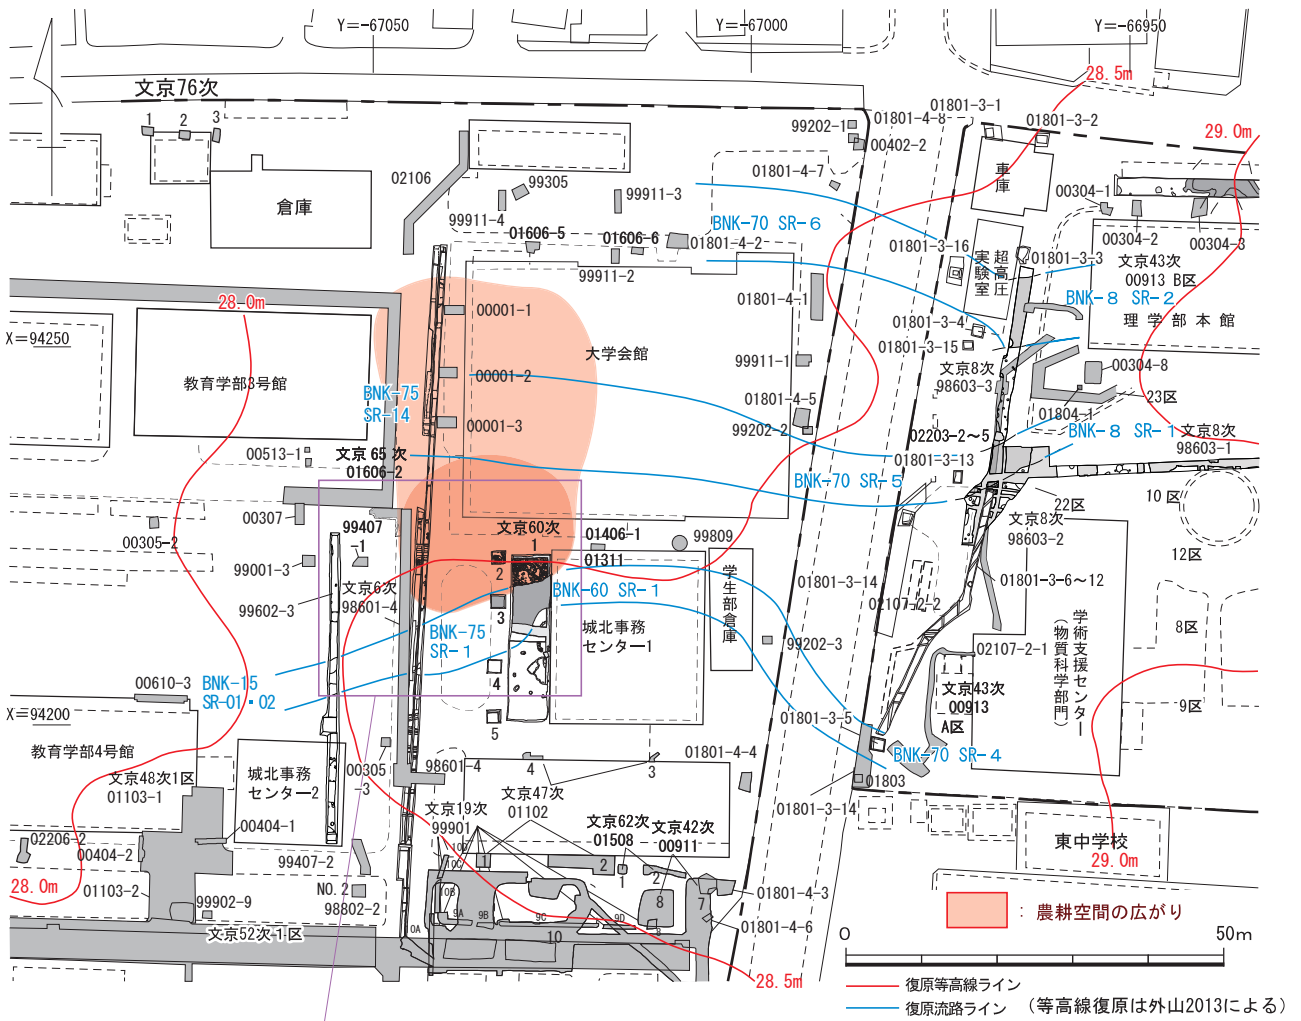 Y=-67050
Y=-67000
Y=-66950
28.5m
文京76次
1
2
3
99202-1
01801-4-8
00402-2
01801-3-1
01801-3-2
29.0m
車庫
02106
99305
99911-3
01801-4-7
00304-1
倉庫
99911-4
01606-5
01606-6
BNK-70 SR-6
01801-4-2
01801-3-16
00304-2
00304-3
99911-2
超高圧
実験室
01801-3-3
文京43次
00913 B区
28.0m
00001-1
01801-4-1
BNK-8 SR-2
01801-3-4
理学部本館
X=94250
大学会館
01801-3-15
教育学部3号館
00001-2
99911-1
文京8次
98603-3
00304-8
BNK-75
SR-14
01801-4-5
23区
01804-1
00001-3
99202-2
02203-2~5
BNK-8 SR-1
文京8次
98603-1
00513-1
文京65次
01606-2
01801-3-13
BNK-70 SR-5
10区
22区
00307
99407
-1
文京60次
1
01406-1
99809
文京8次
98603-2
00305-2
01311
12区
99001-3
2
学生部倉庫
01801-3-14
01801-3-6~12
文京6次
98601-4
BNK-60 SR-1
99602-3
3
02107-2-2
学術支援センター
(物質科学部門)
8区
BNK-75
SR-1
城北事務
センター1
99202-3
02107-2-1
4
00610-3
BNK-15
SR-01・02
文京43次
00913
A区
9区
X=94200
5
01801-3-5
教育学部4号館
BNK-70 SR-4
文京48次1区
01103-1
城北事務
センター2
00305
-3
98601-4
4
3
01801-4-4
01803
文京47次
01102
01801-3-14
文京19次
99901
02206-2
00404-1
文京62次
01508
文京42次
00911
東中学校
29.0m
00404-2
99407-2
10D
10C
1
2
1
2
28.0m
01103-2
NO.2
98802-2
10B
8
7
01801-4-3
99902-9
9A
9B
9C
9D
01801-4-6
文京52次1区
10A
10
28.5m
:農耕空間の広がり
0
50m
復原等高線ライン
復原流路ライン (等高線復原は外山2013による)